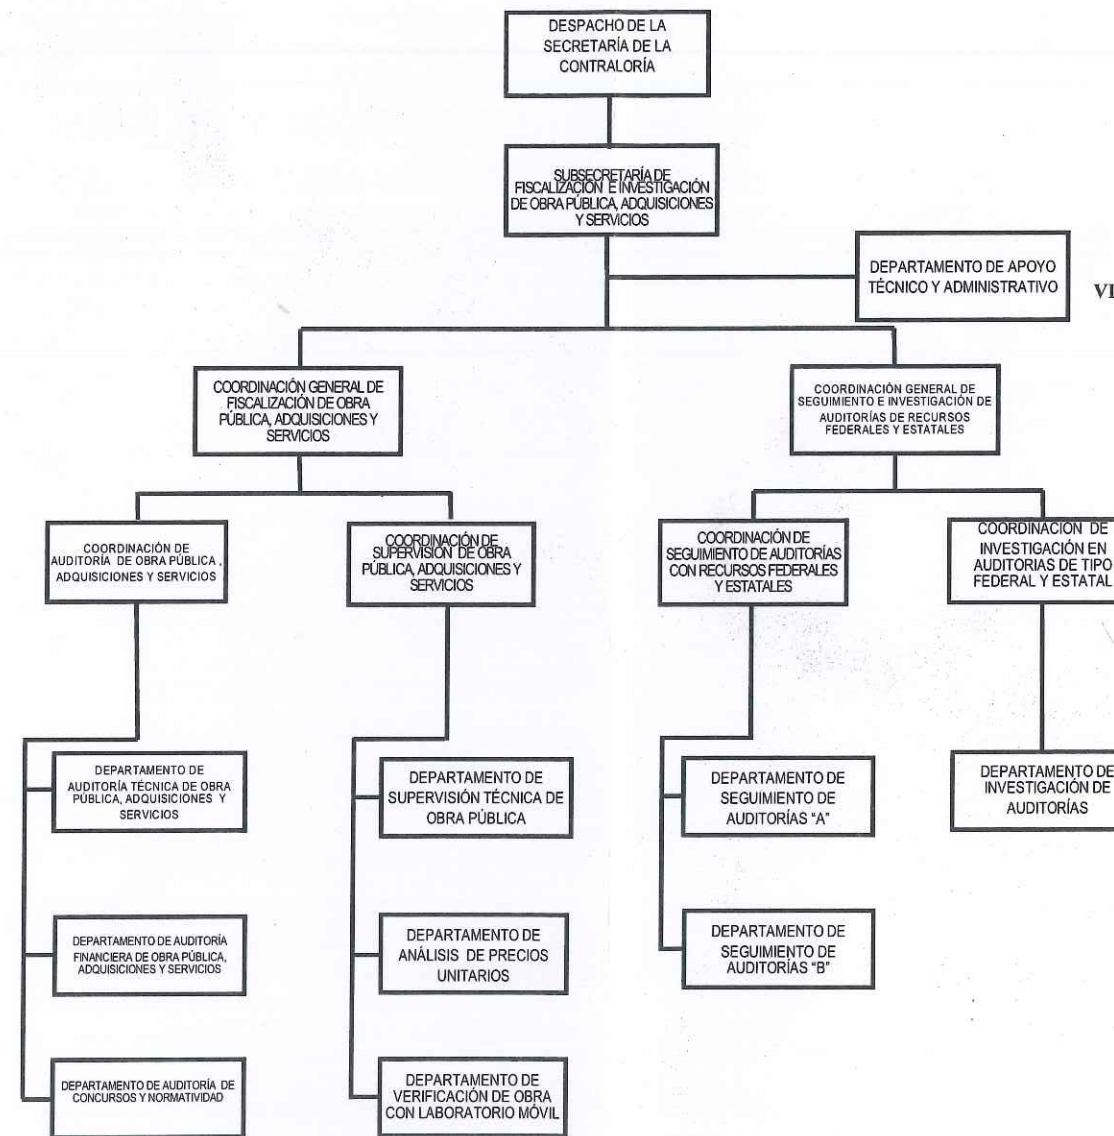 DESPACHO DE LA
SECRETARÍA DE LA
CONTRALORÍA
SUBSECRETARÍA DE
FISCALIZACIÓN E INVESTIGACIÓN
DE OBRA PÚBLICA, ADQUISICIONES
Y SERVICIOS
DEPARTAMENTO DE APOYO
TÉCNICO Y ADMINISTRATIVO
VI
COORDINACIÓN GENERAL DE
FISCALIZACIÓN DE OBRA
PÚBLICA, ADQUISICIONES Y
SERVICIOS
COORDINACIÓN GENERAL DE
SEGUIMIENTO E INVESTIGACIÓN DE
AUDITORÍAS DE RECURSOS
FEDERALES Y ESTATALES
COORDINACIÓN DE
AUDITORÍA DE OBRA PÚBLICA,
ADQUISICIONES Y SERVICIOS
COORDINACIÓN DE
SUPERVISIÓN DE OBRA
PÚBLICA, ADQUISICIONES Y
SERVICIOS
COORDINACIÓN DE
SEGUIMIENTO DE AUDITORÍAS
CON RECURSOS FEDERALES
Y ESTATALES
COORDINACIÓN DE
INVESTIGACIÓN EN
AUDITORIAS DE TIPO
FEDERAL Y ESTATAL
DEPARTAMENTO DE
AUDITORÍA TÉCNICA DE OBRA
PÚBLICA, ADQUISICIONES Y
SERVICIOS
DEPARTAMENTO DE
SUPERVISIÓN TÉCNICA DE
OBRA PÚBLICA
DEPARTAMENTO DE
SEGUIMIENTO DE
AUDITORÍAS "A"
DEPARTAMENTO DE
INVESTIGACIÓN DE
AUDITORÍAS
DEPARTAMENTO DE AUDITORÍA
FINANCIERA DE OBRA PÚBLICA,
ADQUISICIONES Y SERVICIOS
DEPARTAMENTO DE
ANÁLISIS DE PRECIOS
UNITARIOS
DEPARTAMENTO DE
SEGUIMIENTO DE
AUDITORÍAS "B"
DEPARTAMENTO DE AUDITORÍA DE
CONCURSOS Y NORMATIVIDAD
DEPARTAMENTO DE
VERIFICACIÓN DE OBRA
CON LABORATORIO MÓVIL